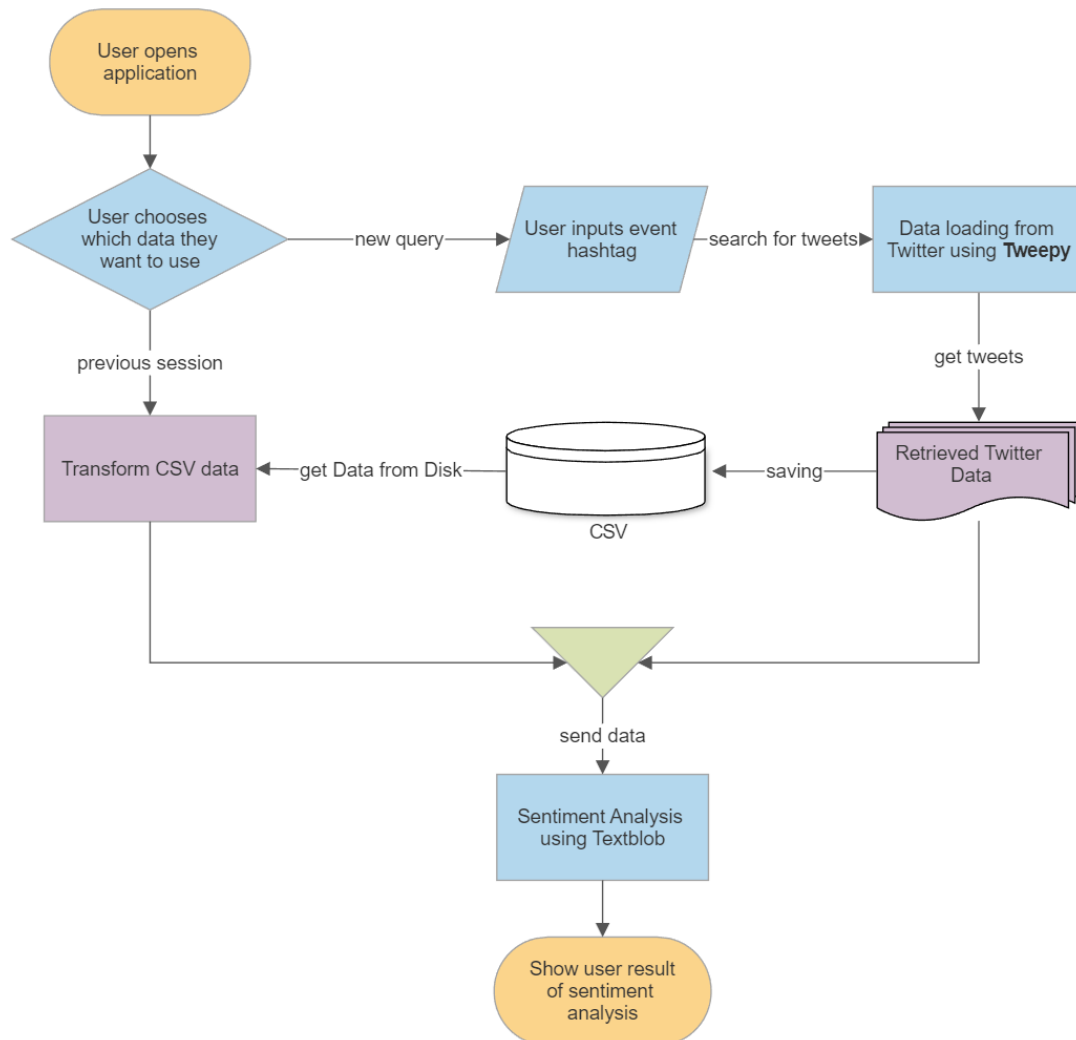 User opens
application
User chooses
which data they
want to use
new query
User inputs event
hashtag
search for tweets
Data loading from
Twitter using Tweepy
previous session
get tweets
Transform CSV data
get Data from Disk
CSV
saving
Retrieved Twitter
Data
send data
Sentiment Analysis
using Textblob
Show user result
of sentiment
analysis